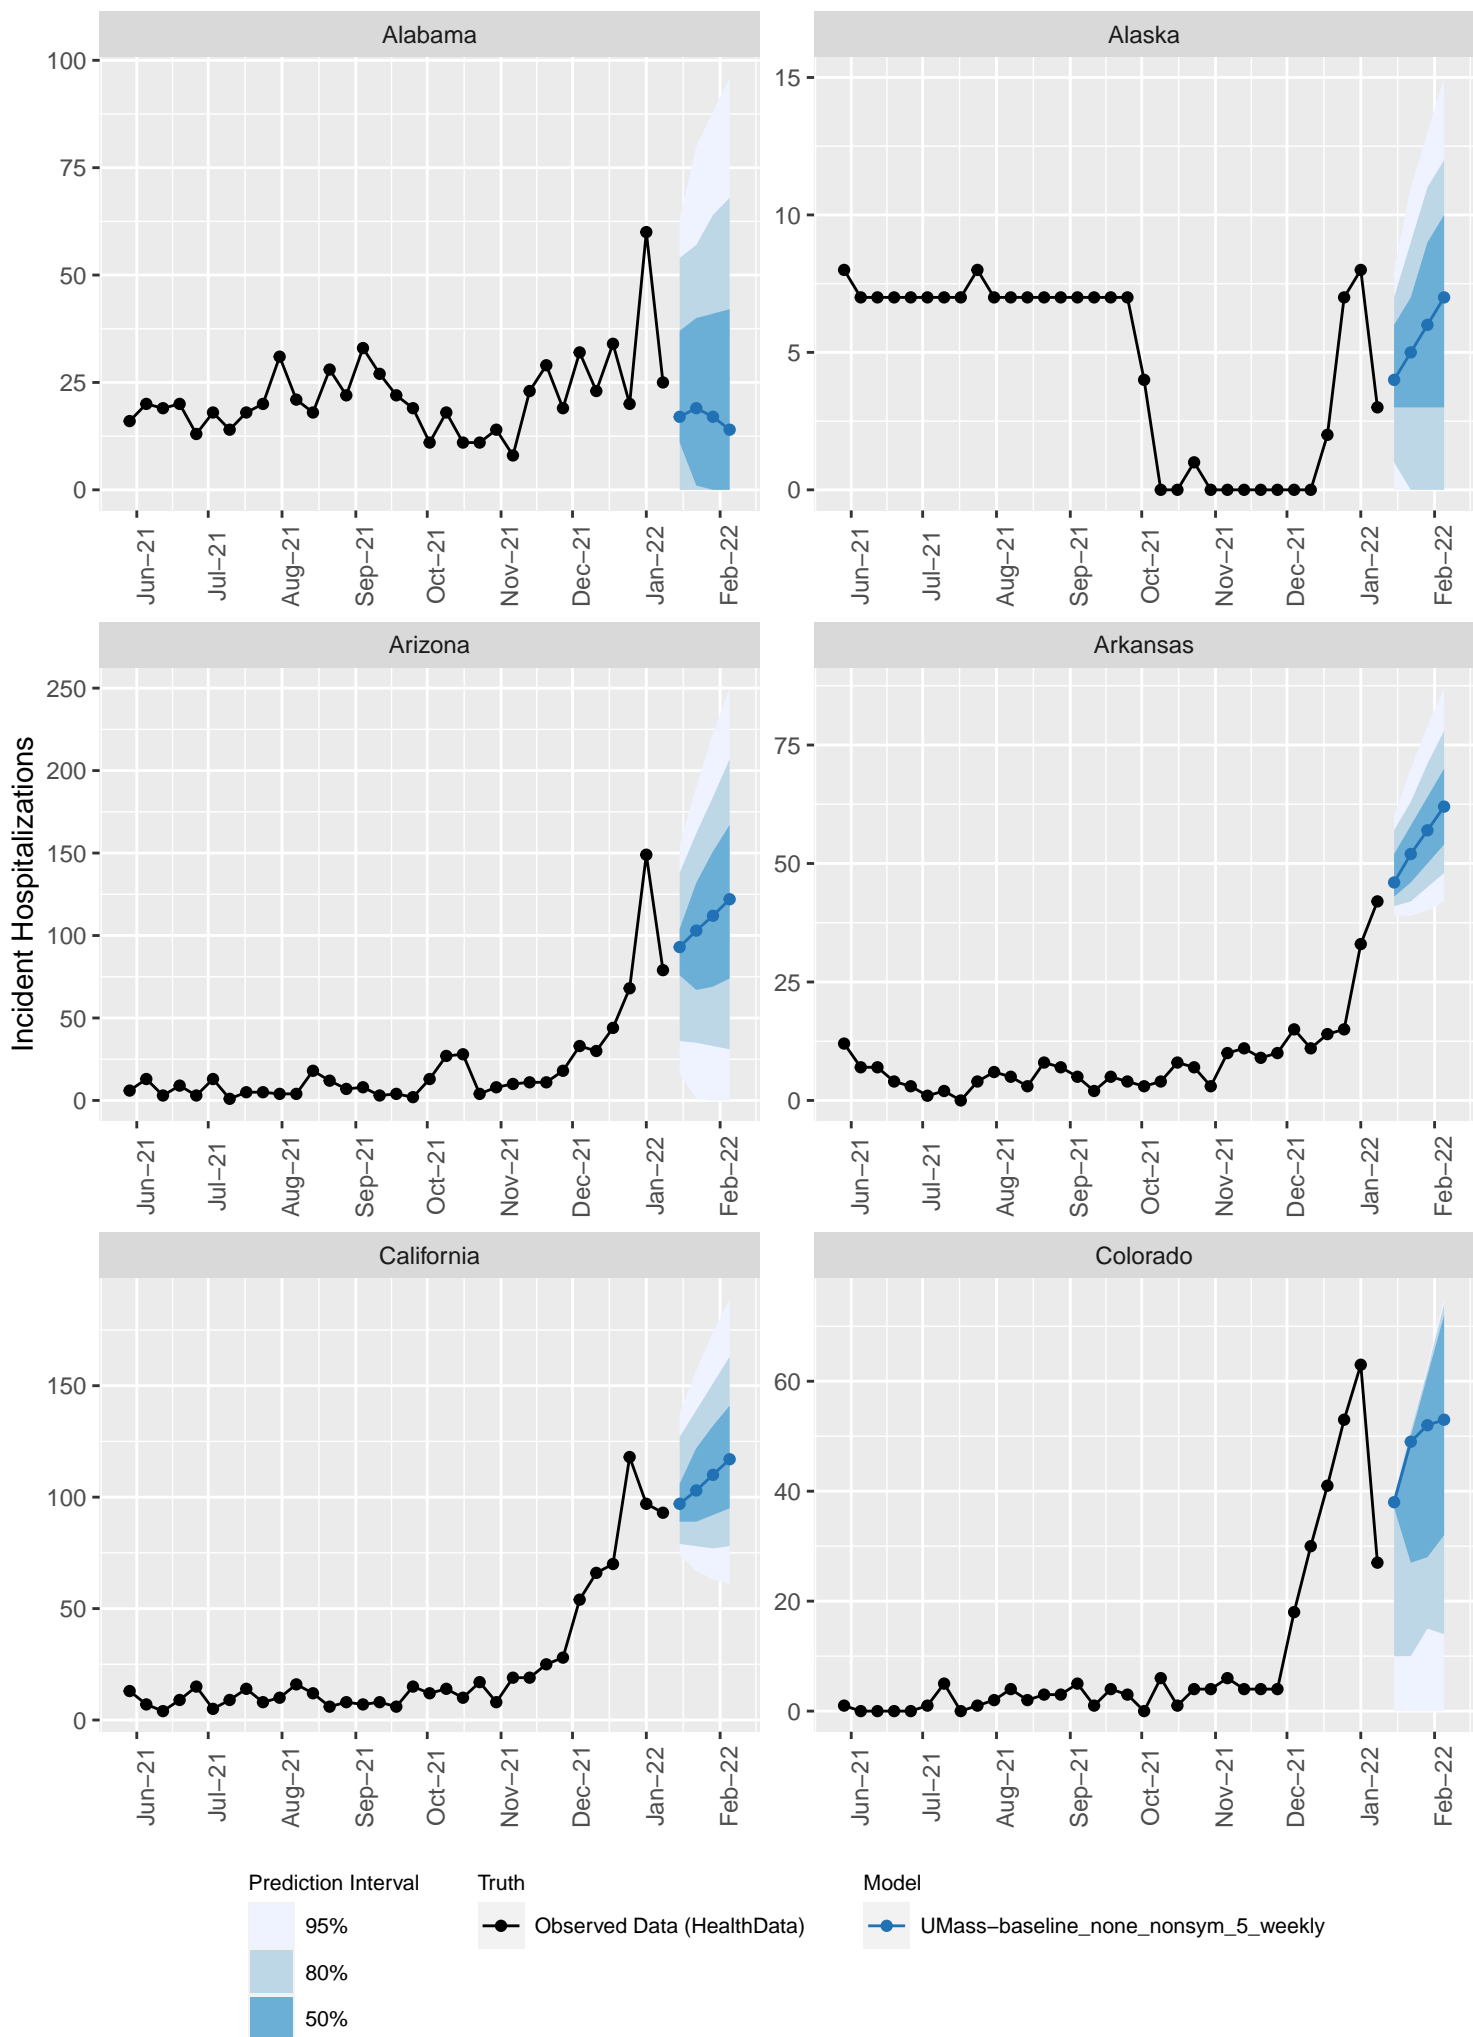 Alabama
Alaska
100
75
50
25
0
15
10
5
0
Jun−21
Jul−21
Aug−21
Sep−21
Oct−21
Nov−21
Dec−21
Jan−22
Feb−22
Jun−21
Jul−21
Aug−21
Sep−21
Oct−21
Nov−21
Dec−21
Jan−22
Feb−22
Arizona
Arkansas
Incident Hospitalizations
250
200
150
100
50
0
75
50
25
0
Jun−21
Jul−21
Aug−21
Sep−21
Oct−21
Nov−21
Dec−21
Jan−22
Feb−22
Jun−21
Jul−21
Aug−21
Sep−21
Oct−21
Nov−21
Dec−21
Jan−22
Feb−22
California
Colorado
150
100
50
0
60
40
20
0
Jun−21
Jul−21
Aug−21
Sep−21
Oct−21
Nov−21
Dec−21
Jan−22
Feb−22
Jun−21
Jul−21
Aug−21
Sep−21
Oct−21
Nov−21
Dec−21
Jan−22
Feb−22
Prediction Interval
95%
80%
50%
Truth
Observed Data (HealthData)
Model
UMass−baseline_none_nonsym_5_weekly